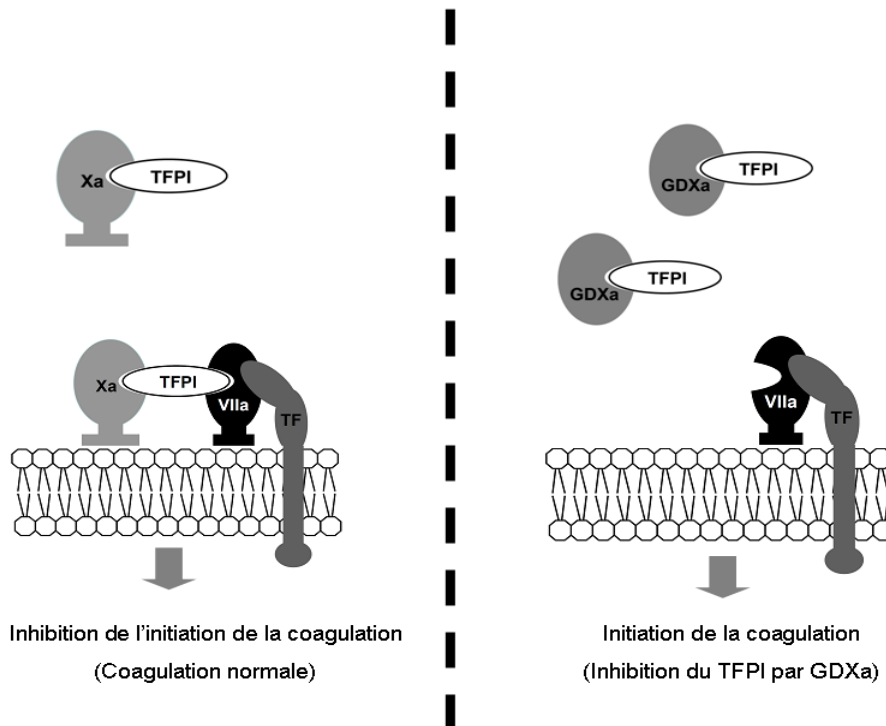 Xa
TFPI
Xa
TFPI
VIIa
TF
Inhibition de l'initiation de la coagulation
(Coagulation normale)
GDXa
TFPI
GDXa
TFPI
VIIa
TF
Initiation de la coagulation
(Inhibition du TFPI par GDXa)